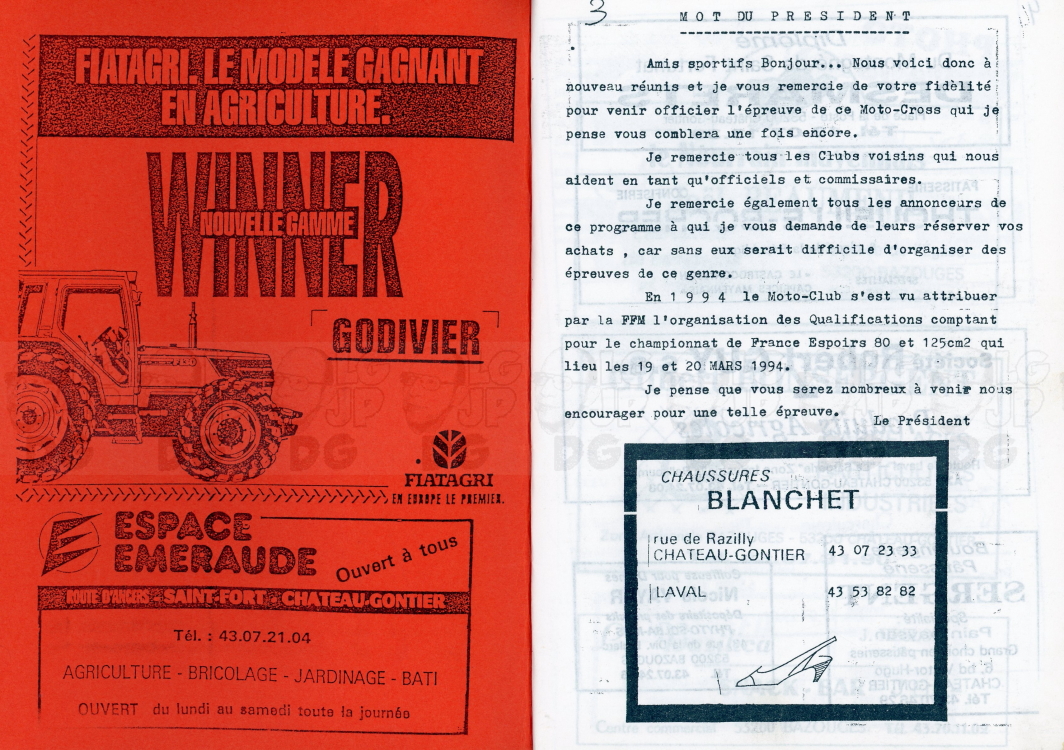 FIATAGRI. LE MODELE GAGNANT
EN AGRICULTURE.
WINNER
NOUVELLE GAMME
GODIVIER
FIATAGRI
EN EUROPE LE PREMIER.
ESPACE
EMERAUDE
Ouvert à tous
ROUTE D'ANGERS - SAINT-FORT - CHATEAU-GONTIER
Tél. : 43.07.21.04
AGRICULTURE - BRICOLAGE - JARDINAGE - BATI
OUVERT du lundi au samedi toute la journée
3
MOT DU PRESIDENT
Amis sportifs Bonjour... Nous voici donc à
nouveau réunis et je vous remercie de votre fidèlité
pour venir officier l'épreuve de ce Moto-Cross qui je
pense vous comblera une fois encore.
Je remercie tous les Clubs voisins qui nous
aident en tant qu'officiels et commissaires.
Je remercie également tous les annonceurs de
ce programme à qui je vous demande de leurs réserver vos
achats , car sans eux serait difficile d'organiser des
épreuves de ce genre.
En 1 9 9 4 le Moto-Club s'est vu attribuer
par la FFM l'organisation des Qualifications comptant
pour le championnat de France Espoirs 80 et 125cm2 qui
lieu les 19 et 20 MARS 1994.
Je pense que vous serez nombreux à venir nous
encourager pour une telle épreuve.
Le Président
CHAUSSURES
BLANCHET
rue de Razilly
CHATEAU-GONTIER 43 07 23 33
LAVAL 43 53 82 82